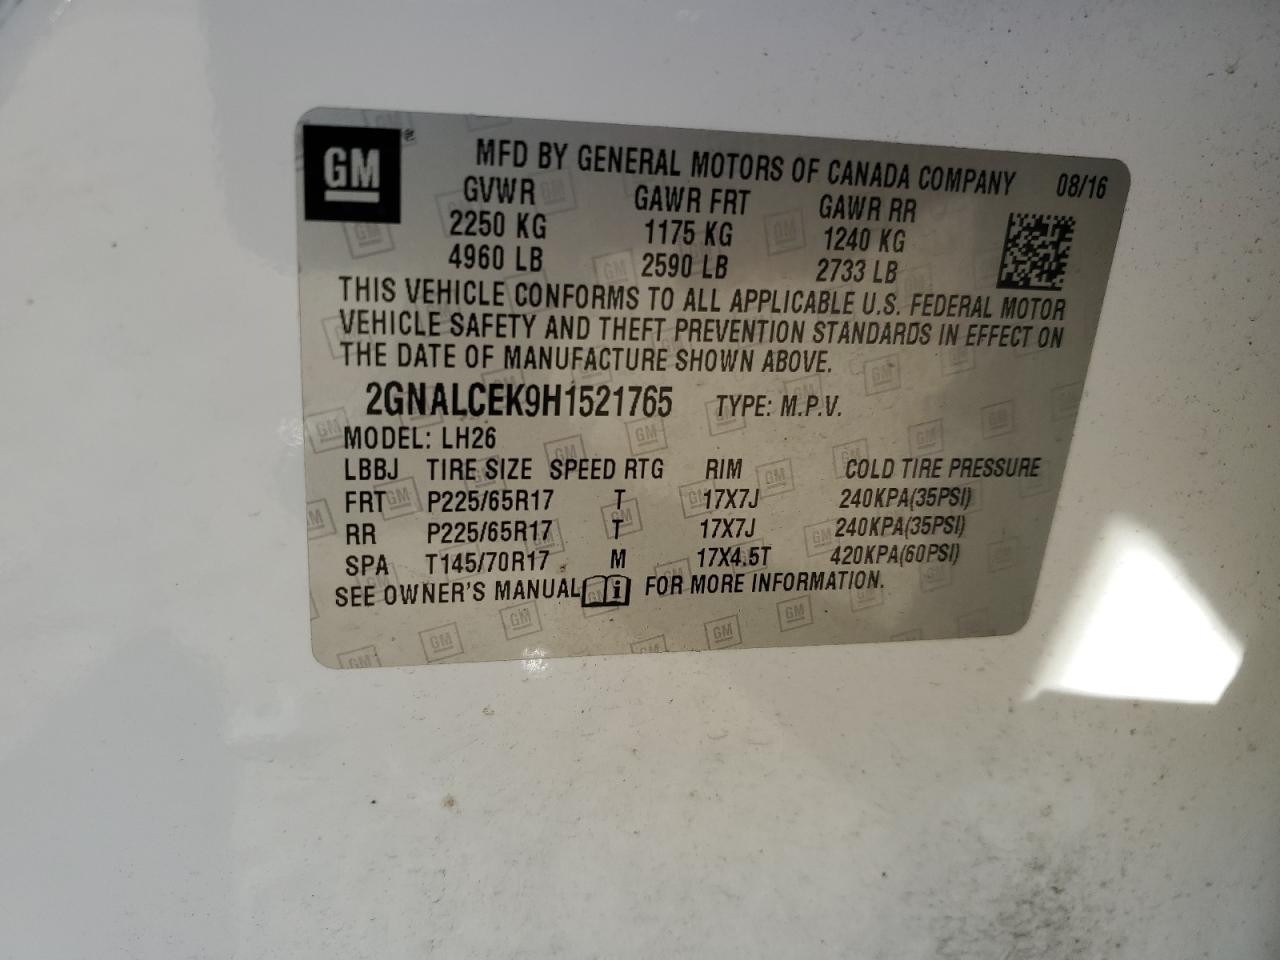 GM
MFD BY GENERAL MOTORS OF CANADA COMPANY 08/16
GVWR GAWR FRT GAWR RR
2250 KG 1175 KG 1240 KG
4960 LB 2590 LB 2733 LB
THIS VEHICLE CONFORMS TO ALL APPLICABLE U.S. FEDERAL MOTOR
VEHICLE SAFETY AND THEFT PREVENTION STANDARDS IN EFFECT ON
THE DATE OF MANUFACTURE SHOWN ABOVE.
2GNALCEK9H1521765 TYPE: M.P.V.
MODEL: LH26
LBBJ TIRE SIZE SPEED RTG RIM COLD TIRE PRESSURE
FRT P225/65R17 T 17X7J 240KPA(35PSI)
RR P225/65R17 T 17X7J 240KPA(35PSI)
SPA T145/70R17 M 17X4.5T 420KPA(60PSI)
SEE OWNER'S MANUAL i FOR MORE INFORMATION.